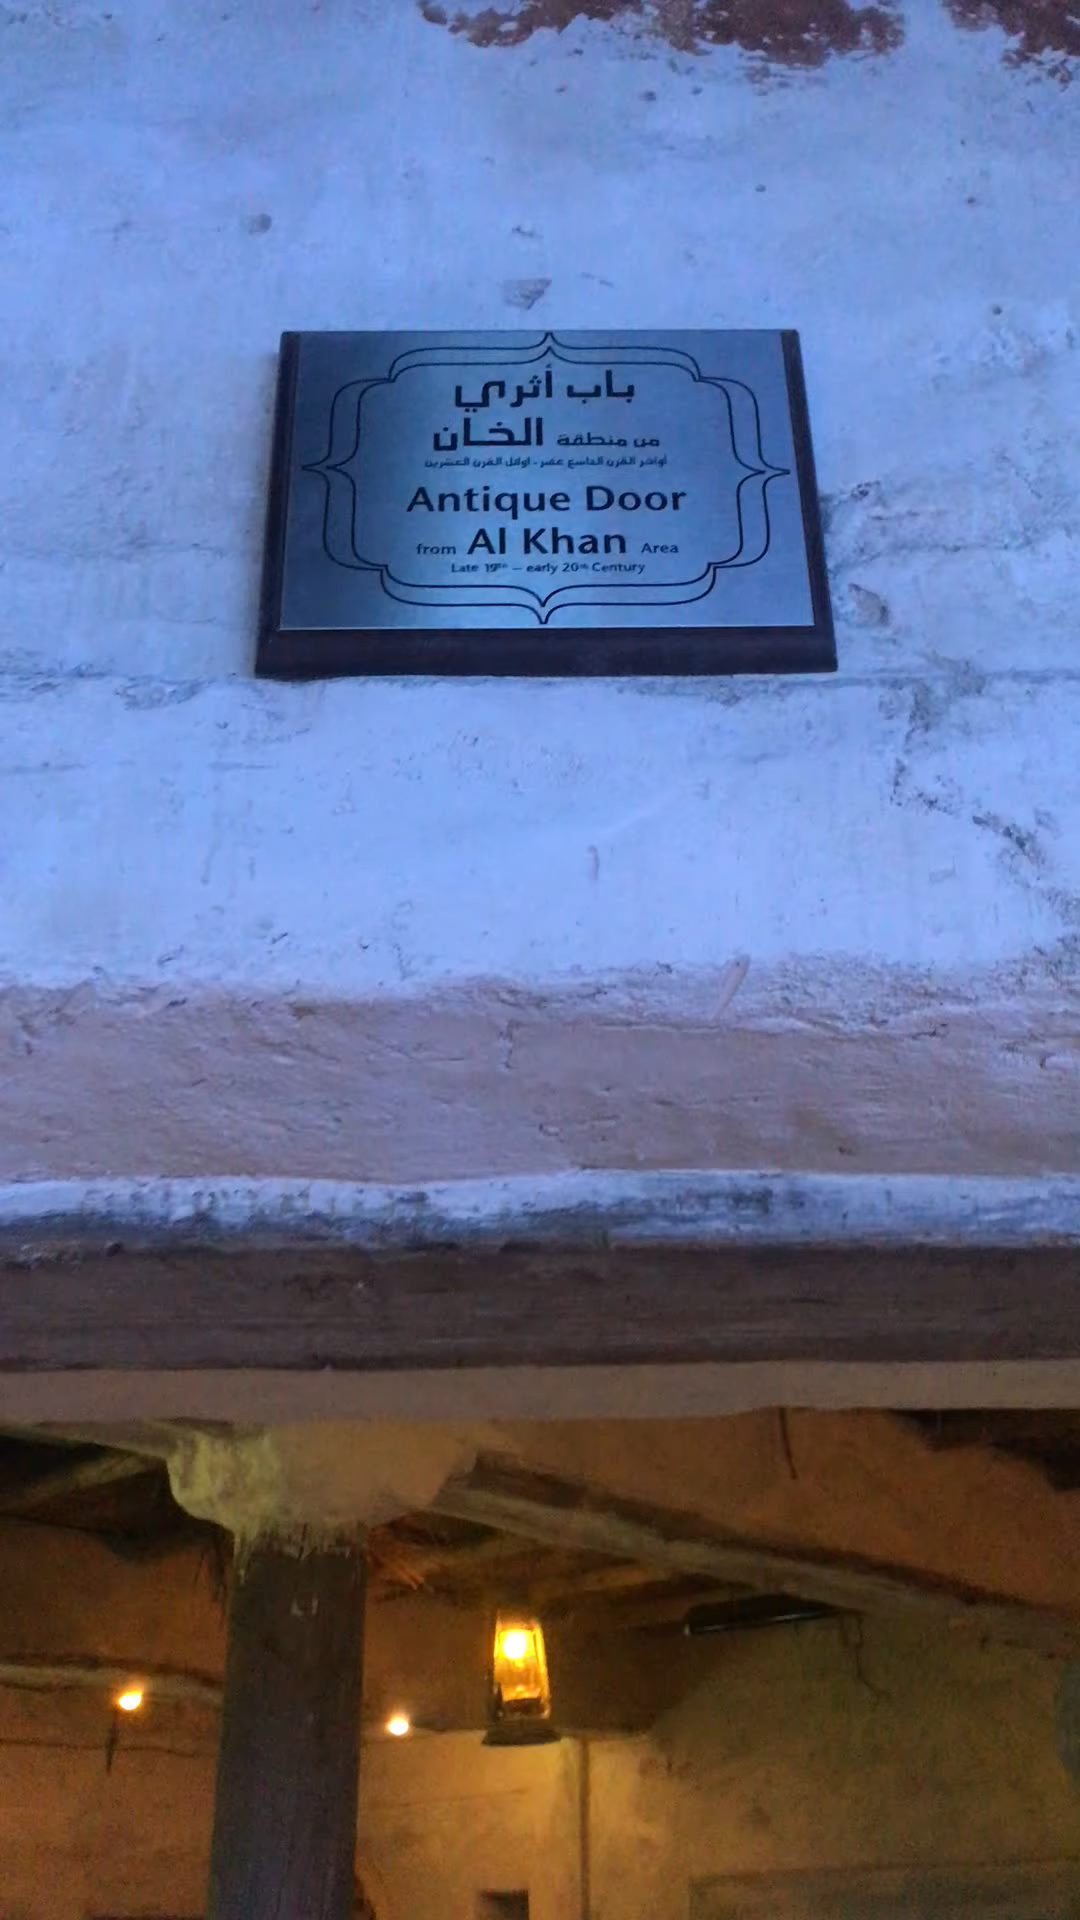 باب أثري
من منطقة الخان
أواخر القرن التاسع عشر - اوائل القرن العشرين
Antique Door
from Al Khan Area
Late 19th – early 20th Century